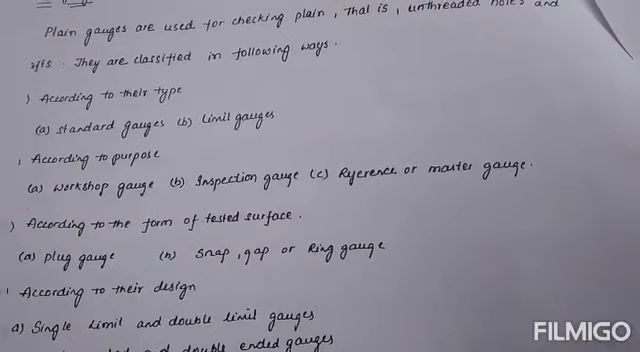 Plain gauges are used for checking plain, That is, unthreaded holes and
They are classified in following ways.
) According to their type
(a) Standard gauges (b) Limit gauges
) According to purpose
(a) Workshop gauge (b) Inspection gauge (c) Reference or master gauge.
) According to the form of tested surface.
(a) Plug gauge (b) Snap, gap or Ring gauge
According to their design
a) Single limit and double limit gauges
and double ended gauges
FILMIGO